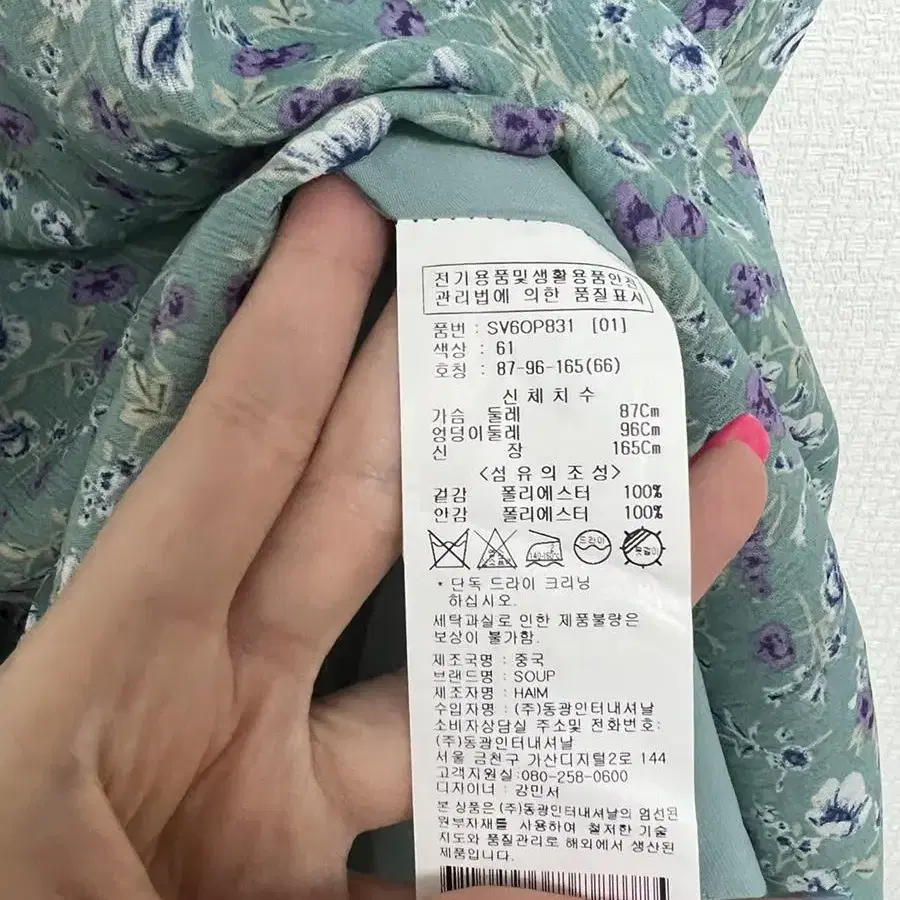 전기용품및생활용품안전
관리법에 의한 품질표시
품번 : SV6OP831 [01]
색상 : 61
호칭 : 87-96-165(66)
신체치수
가슴 둘레 87Cm
엉덩이둘레 96Cm
신 장 165Cm
<섬유의조성>
겉감 폴리에스터 100%
안감 폴리에스터 100%
140-160℃ 드라이 옷걸이
* 단독 드라이 크리닝
하십시오.
세탁과실로 인한 제품불량은
보상이 불가함.
제조국명 : 중국
브랜드명 : SOUP
제조자명 : HAIM
수입자명 : (주)동광인터내셔날
소비자상담실 주소및 전화번호:
(주)동광인터내셔날
서울 금천구 가산디지털2로 144
고객지원실:080-258-0600
디자이너 : 강민서
본 상품은 (주)동광인터내셔날의 엄선된
원부자재를 사용하여 철저한 기술
지도와 품질관리로 해외에서 생산된
제품입니다.